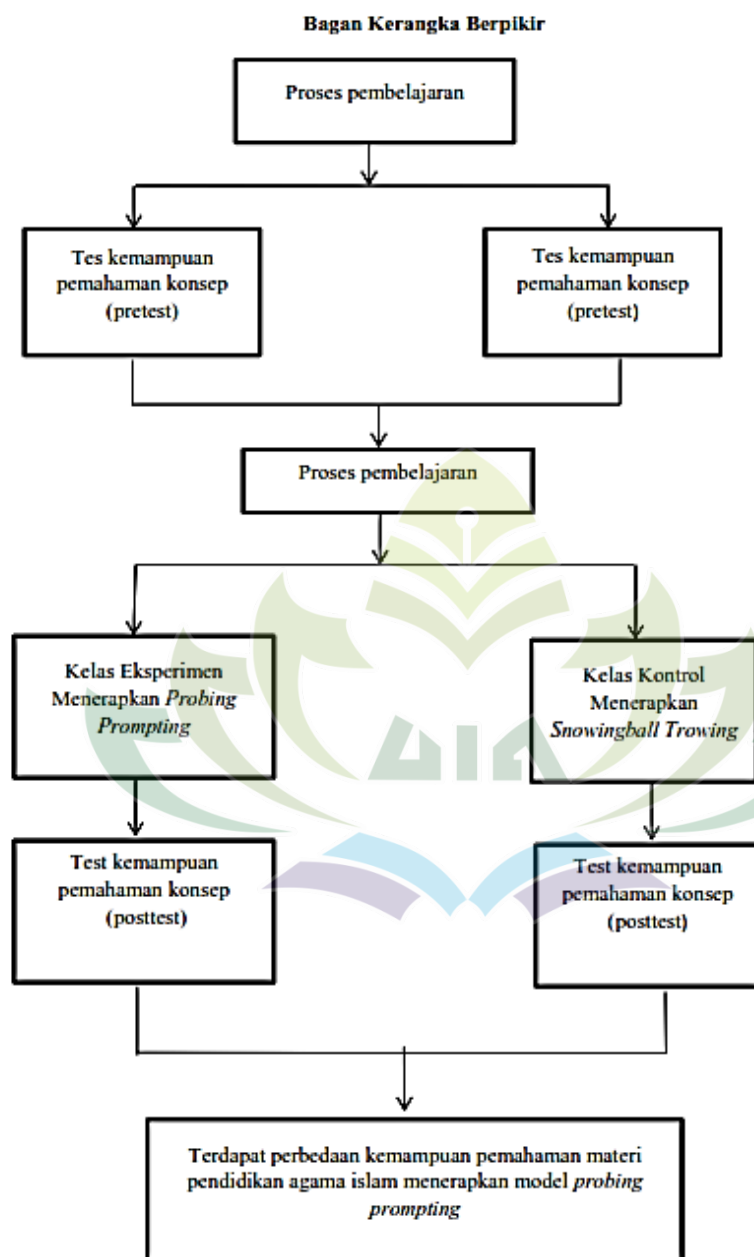 Bagan Kerangka Berpikir
Proses pembelajaran
Tes kemampuan
pemahaman konsep
(pretest)
Tes kemampuan
pemahaman konsep
(pretest)
Proses pembelajaran
Kelas Eksperimen
Menerapkan Probing
Prompting
Kelas Kontrol
Menerapkan
Snowingball Trowing
Test kemampuan
pemahaman konsep
(posttest)
Test kemampuan
pemahaman konsep
(posttest)
Terdapat perbedaan kemampuan pemahaman materi
pendidikan agama islam menerapkan model probing
prompting